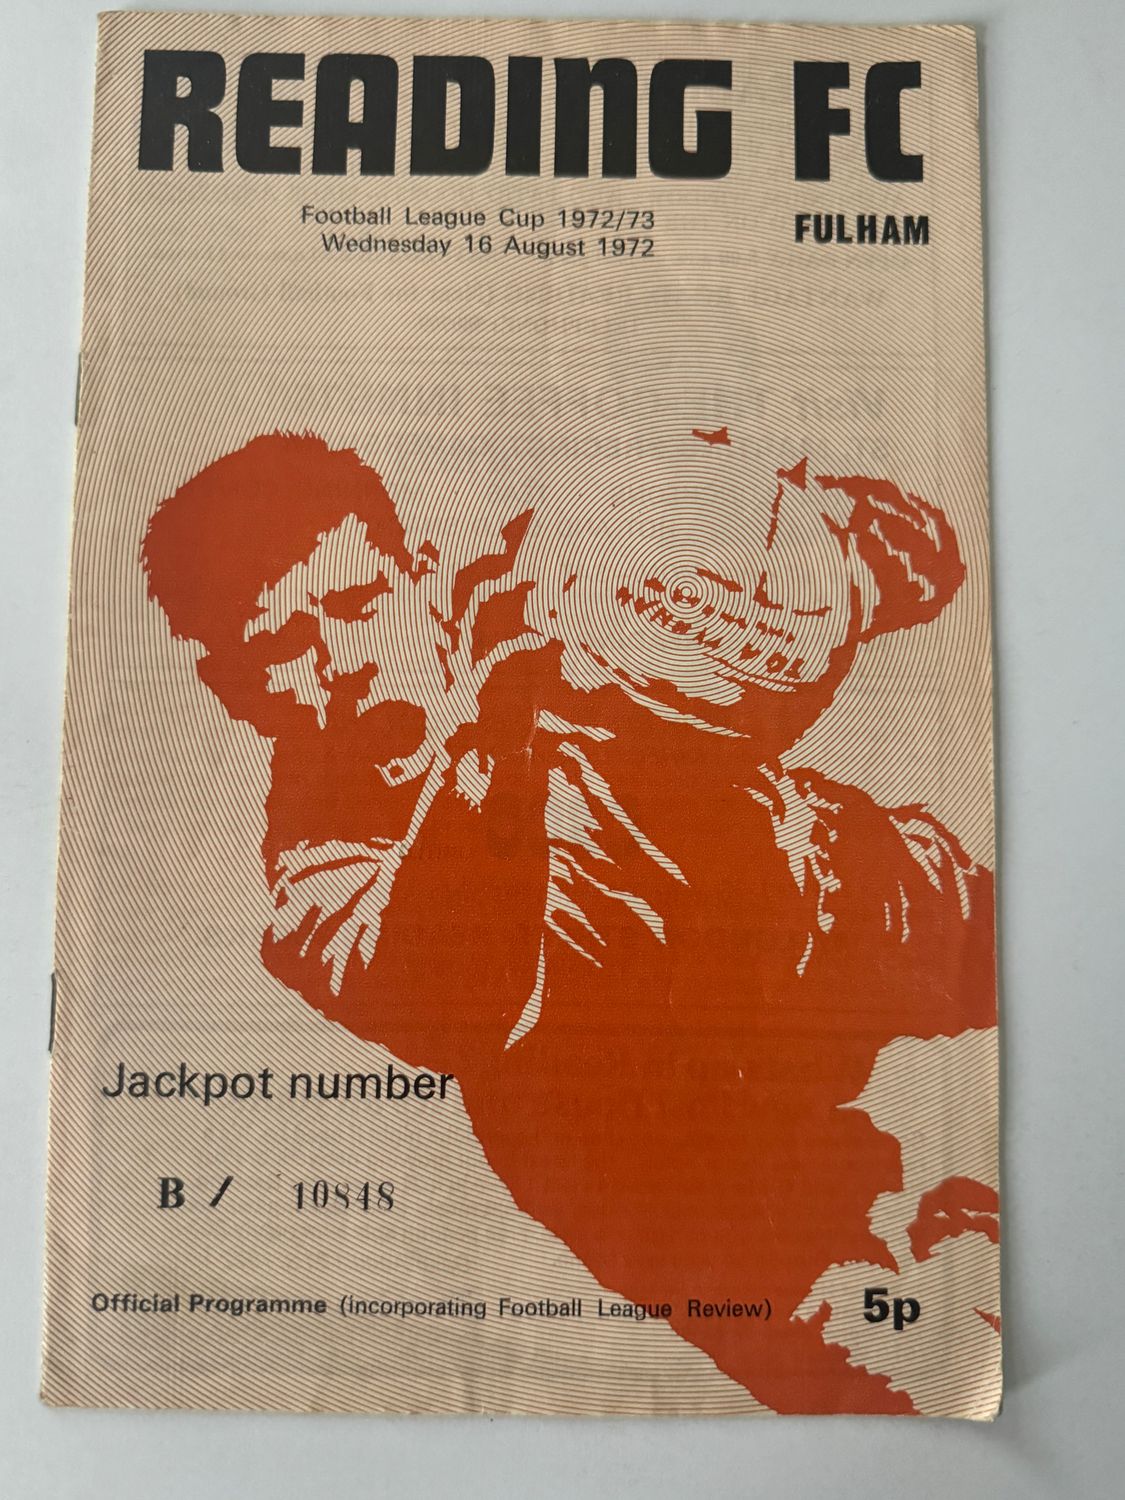 READING FC
Football League Cup 1972/73
Wednesday 16 August 1972
FULHAM
Jackpot number
B / 10848
Official Programme (incorporating Football League Review)
5p